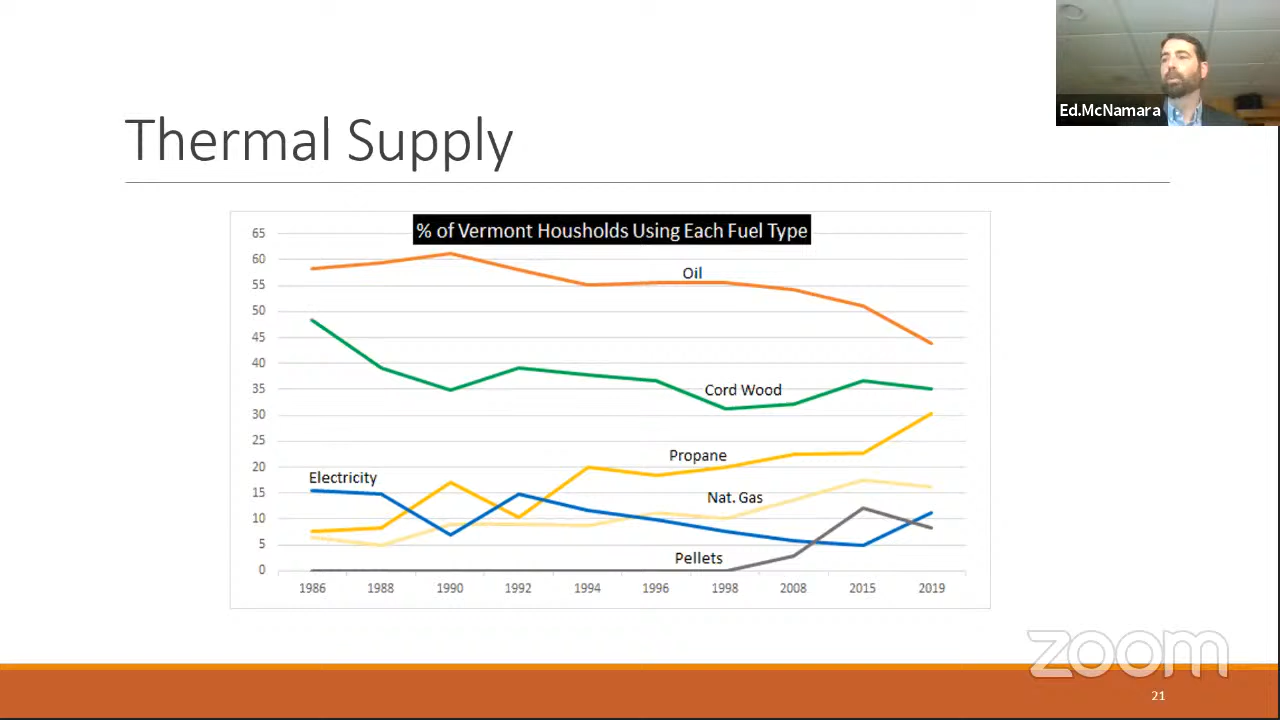 Ed.McNamara
Thermal Supply
% of Vermont Housholds Using Each Fuel Type
65
60
55
50
45
40
35
30
25
20
15
10
5
0
Oil
Cord Wood
Propane
Electricity
Nat. Gas
Pellets
1986 1988 1990 1992 1994 1996 1998 2008 2015 2019
zoom
21